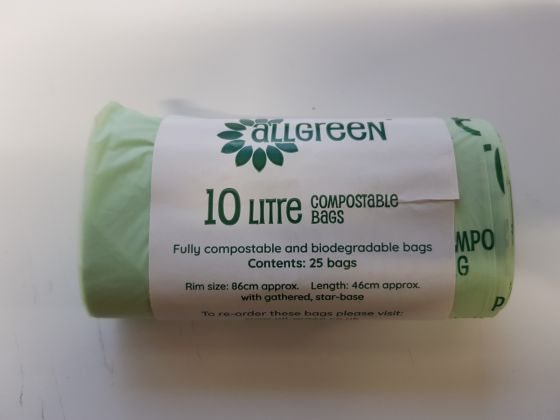 ALLGREEN
10 LITRE COMPOSTABLE BAGS
Fully compostable and biodegradable bags
Contents: 25 bags
Rim size: 86cm approx. Length: 46cm approx.
with gathered, star-base
To re-order these bags please visit:
MPO
G
P